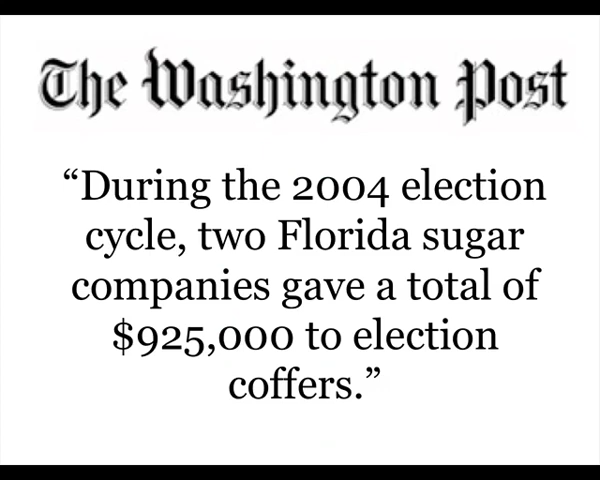 The Washington Post
“During the 2004 election
cycle, two Florida sugar
companies gave a total of
$925,000 to election
coffers.”